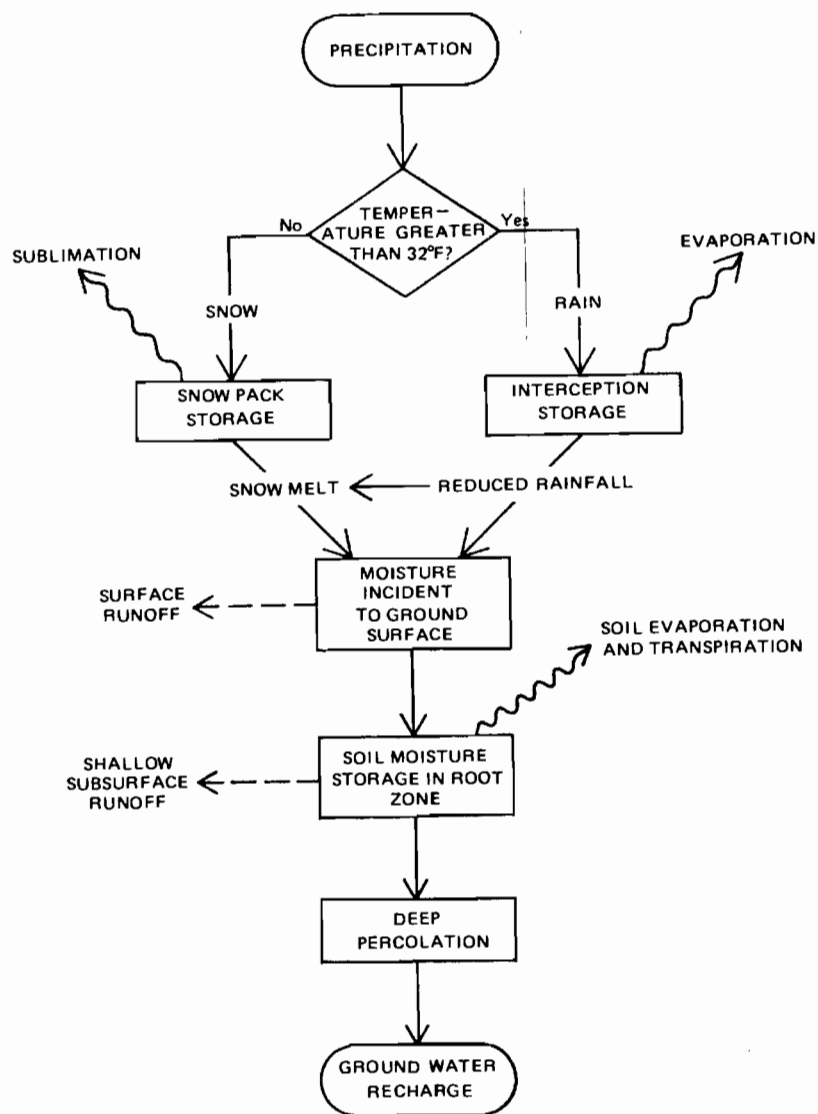 PRECIPITATION
TEMPER-
ATURE GREATER
THAN 32°F?
No
Yes
SUBLIMATION
EVAPORATION
SNOW
RAIN
SNOW PACK
STORAGE
INTERCEPTION
STORAGE
SNOW MELT
REDUCED RAINFALL
MOISTURE
INCIDENT
TO GROUND
SURFACE
SURFACE
RUNOFF
SOIL EVAPORATION
AND TRANSPIRATION
SOIL MOISTURE
STORAGE IN ROOT
ZONE
SHALLOW
SUBSURFACE
RUNOFF
DEEP
PERCOLATION
GROUND WATER
RECHARGE